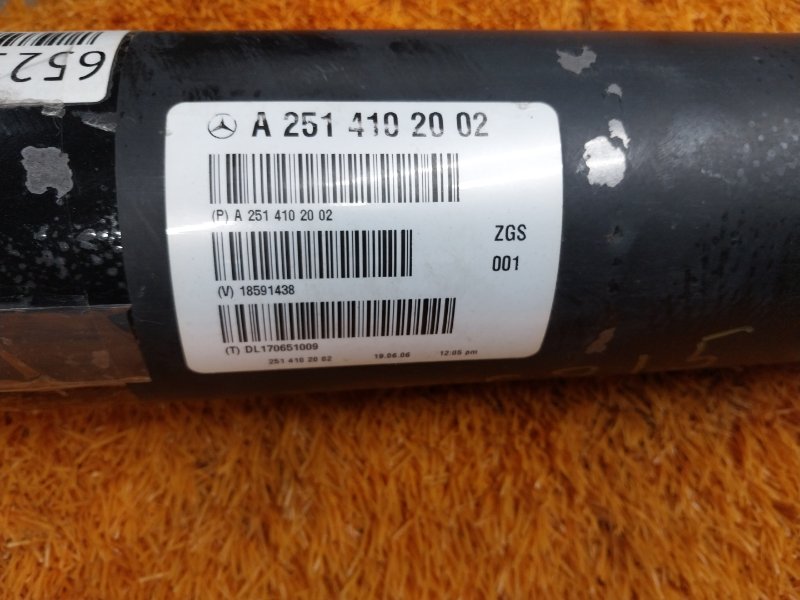 A 251 410 20 02
(P) A 251 410 20 02
ZGS
(V) 18591438
001
(T) DL170651009
251 410 20 02 19.06.06 12:05 pm
652